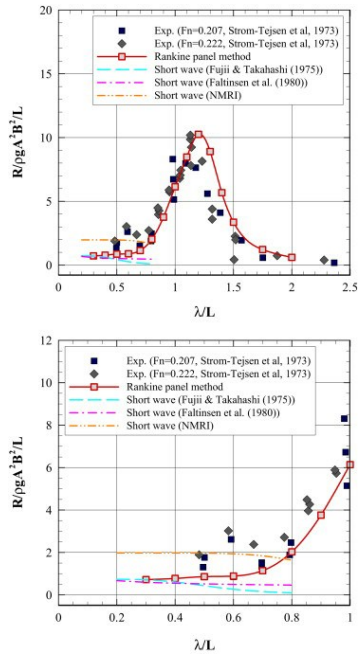 20
15
10
5
0
R/ρgA²B²/L
Exp. (Fn=0.207, Strom-Tejsen et al, 1973)
Exp. (Fn=0.222, Strom-Tejsen et al, 1973)
Rankine panel method
Short wave (Fujii & Takahashi (1975))
Short wave (Faltinsen et al. (1980))
Short wave (NMRI)
0 0.5 1 1.5 2 2.5
λ/L
12
10
8
6
4
2
0
R/ρgA²B²/L
Exp. (Fn=0.207, Strom-Tejsen et al, 1973)
Exp. (Fn=0.222, Strom-Tejsen et al, 1973)
Rankine panel method
Short wave (Fujii & Takahashi (1975))
Short wave (Faltinsen et al. (1980))
Short wave (NMRI)
0 0.2 0.4 0.6 0.8 1
λ/L